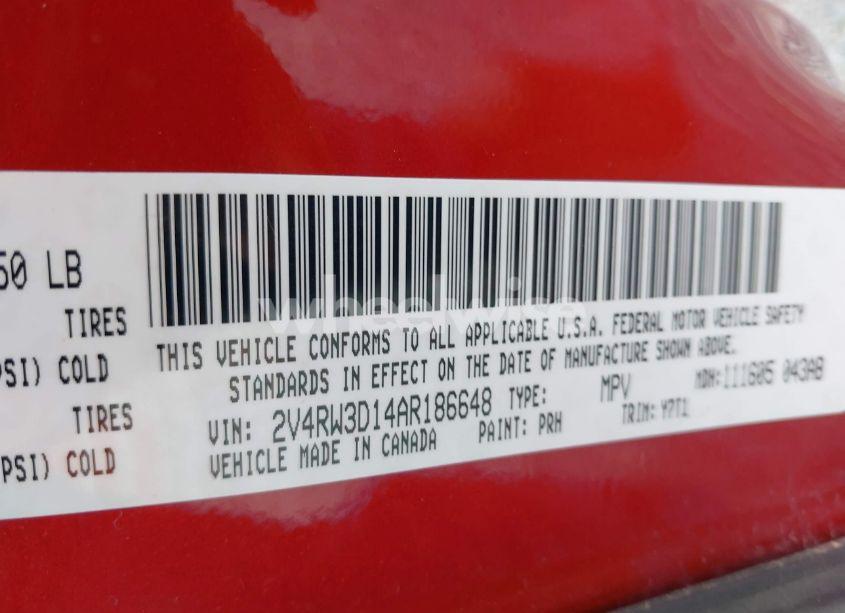 50 LB
TIRES
PSI) COLD
TIRES
PSI) COLD
wheelwise
THIS VEHICLE CONFORMS TO ALL APPLICABLE U.S.A. FEDERAL MOTOR VEHICLE SAFETY
STANDARDS IN EFFECT ON THE DATE OF MANUFACTURE SHOWN ABOVE.
VIN: 2V4RW3D14AR186648 TYPE: MPV MDH:111605 043AB
VEHICLE MADE IN CANADA PAINT: PRH TRIM: Y7T1